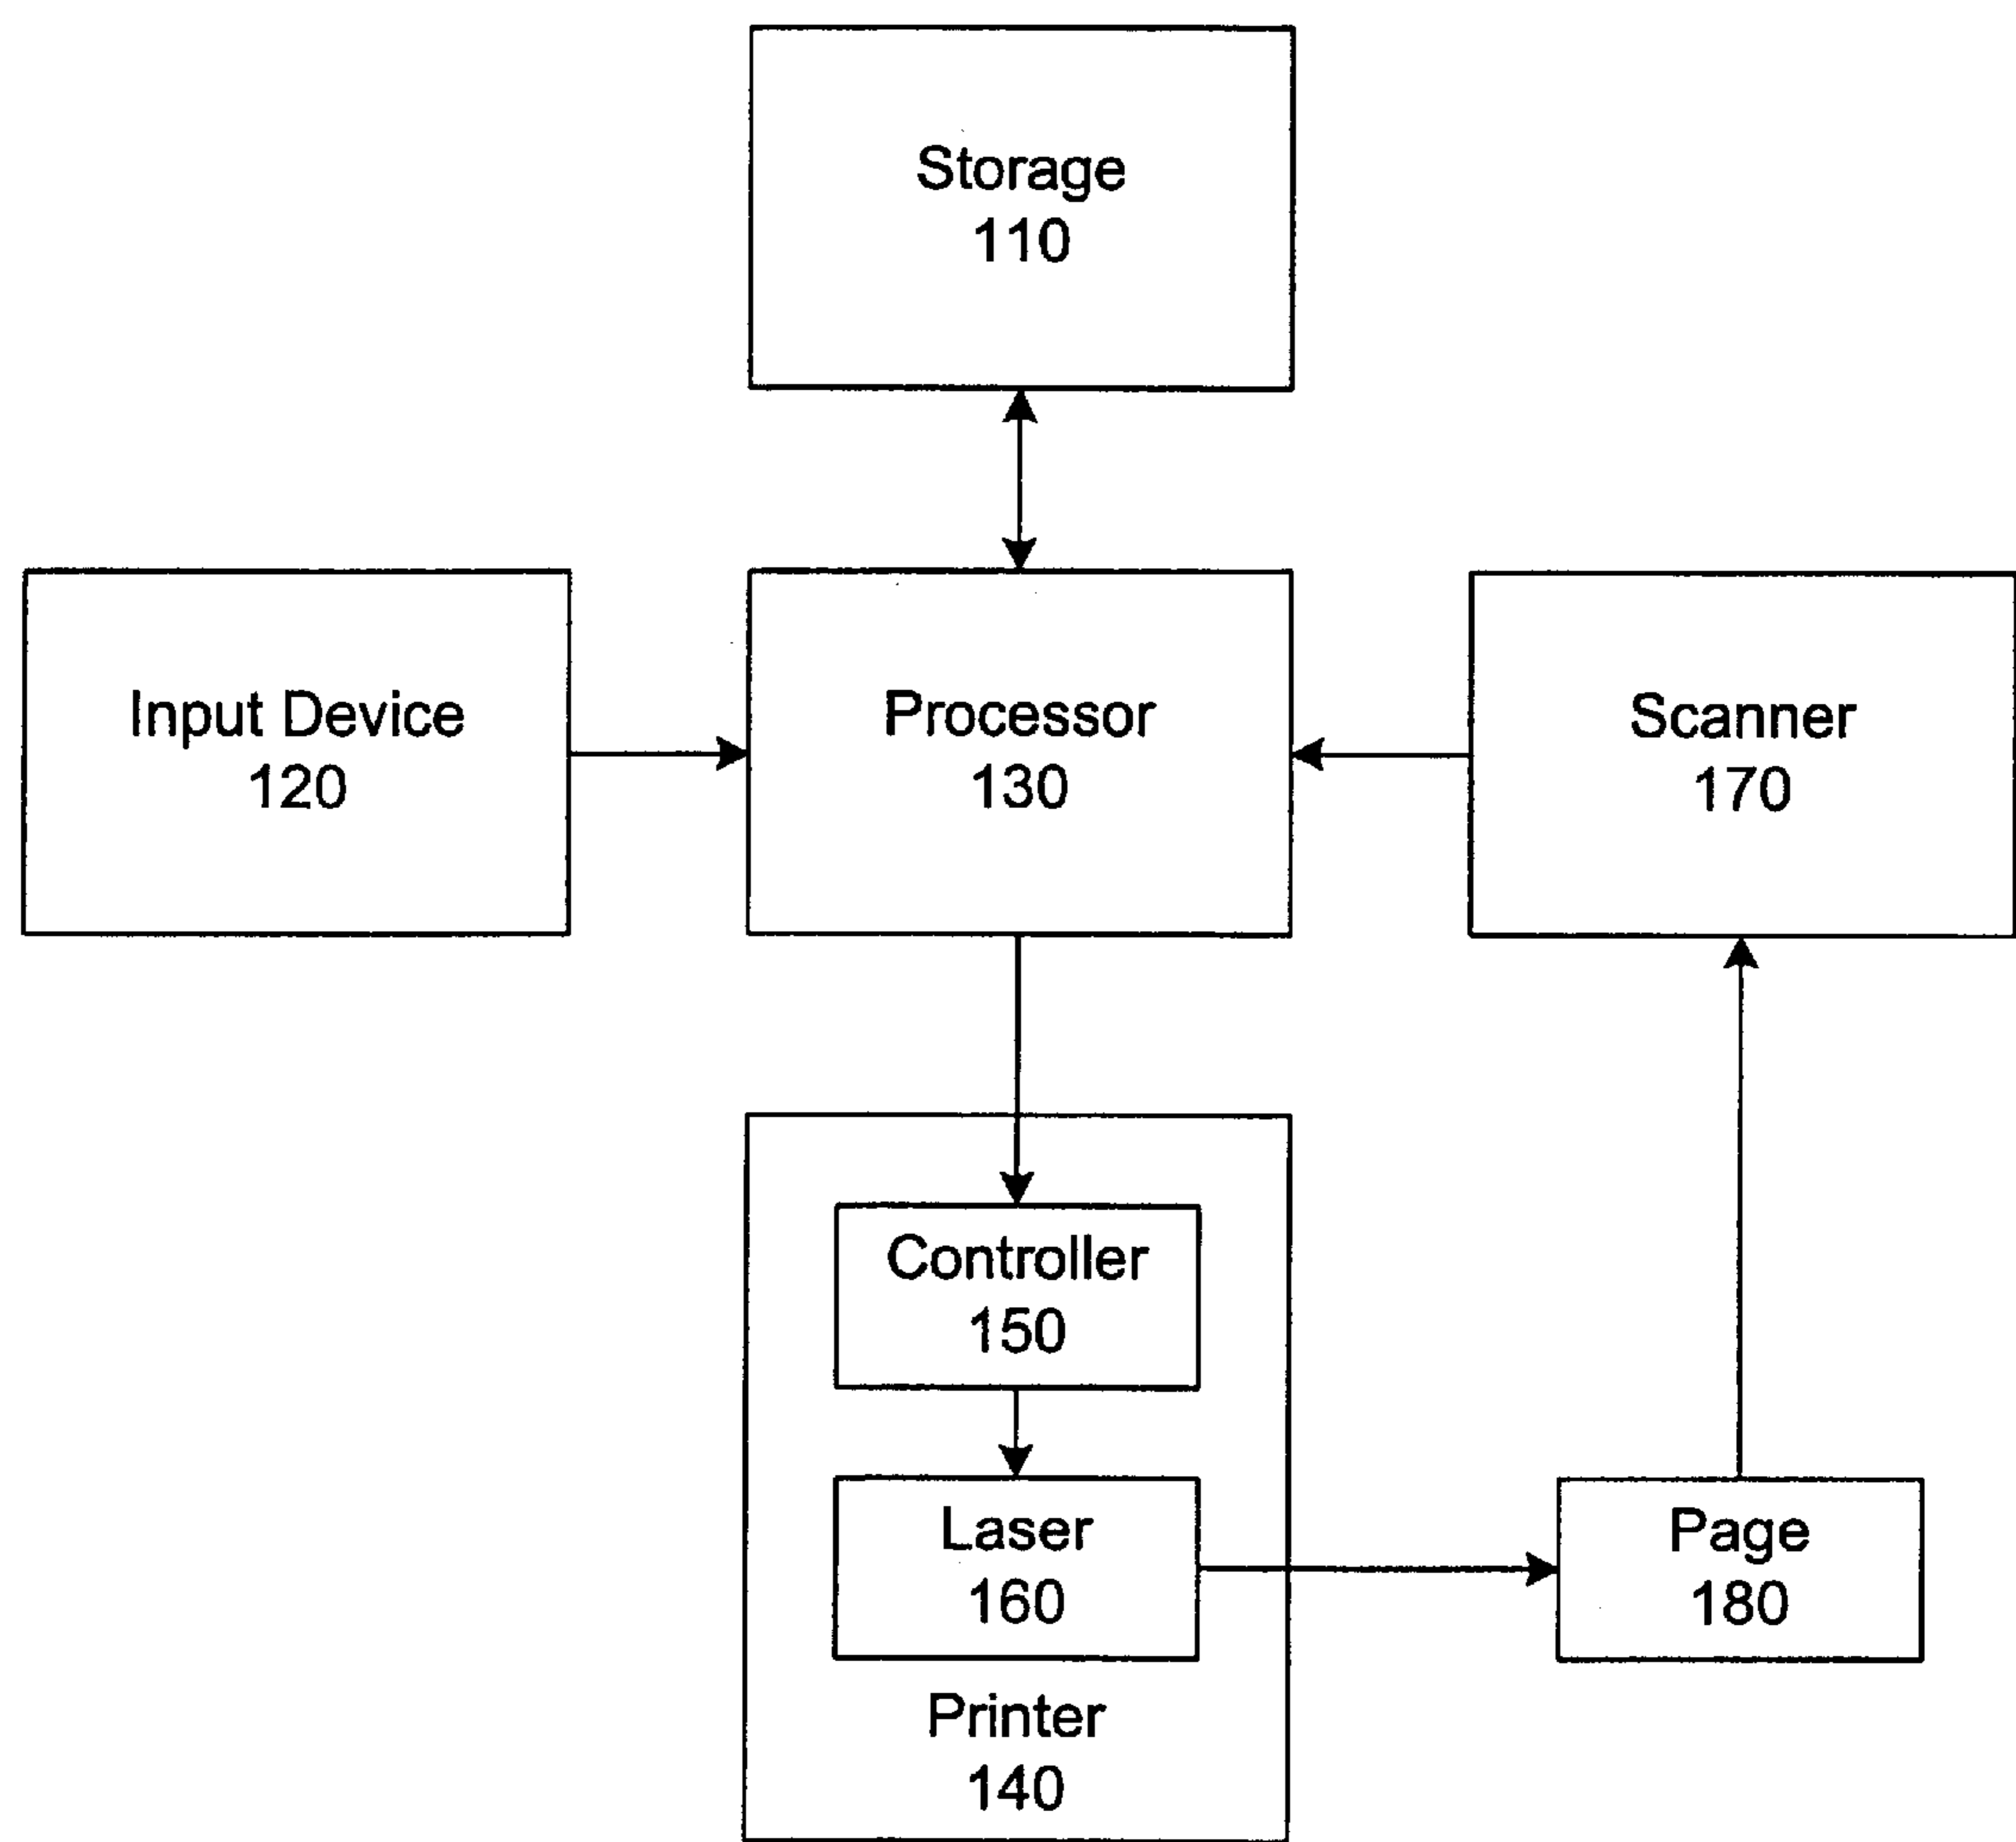 Storage
110
Input Device
120
Processor
130
Scanner
170
Controller
150
Laser
160
Page
180
Printer
140